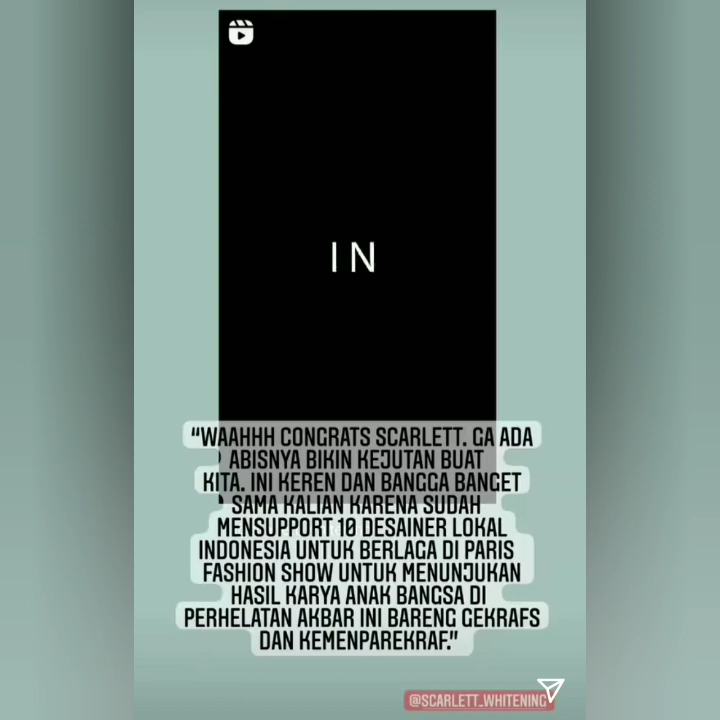 IN
“WAAHHH CONGRATS SCARLETT. GA ADA
ABISNYA BIKIN KEJUTAN BUAT
KITA. INI KEREN DAN BANGGA BANGET
SAMA KALIAN KARENA SUDAH
MENSUPPORT 10 DESAINER LOKAL
INDONESIA UNTUK BERLAGA DI PARIS
FASHION SHOW UNTUK MENUNJUKAN
HASIL KARYA ANAK BANGSA DI
PERHELATAN AKBAR INI BARENG GEKRAFS
DAN KEMENPAREKRAF.”
@SCARLETT_WHITENING